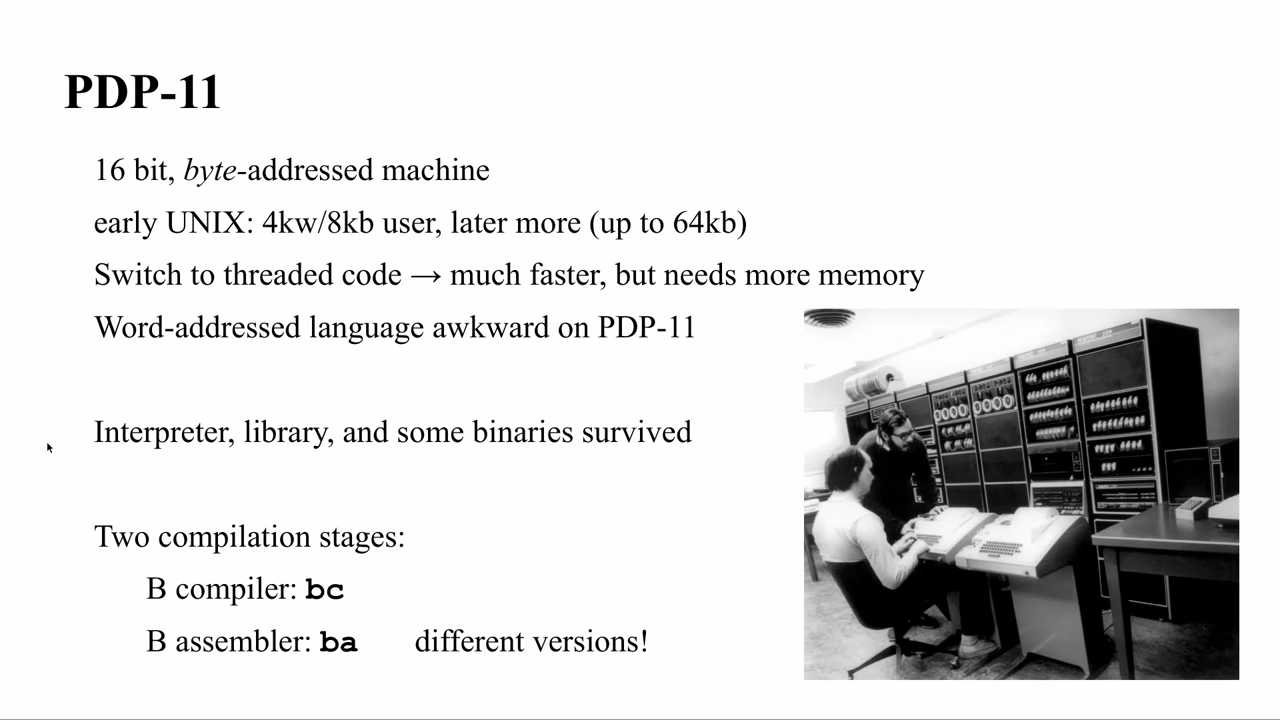 PDP-11
16 bit, byte-addressed machine
early UNIX: 4kw/8kb user, later more (up to 64kb)
Switch to threaded code → much faster, but needs more memory
Word-addressed language awkward on PDP-11
Interpreter, library, and some binaries survived
Two compilation stages:
B compiler: bc
B assembler: ba different versions!